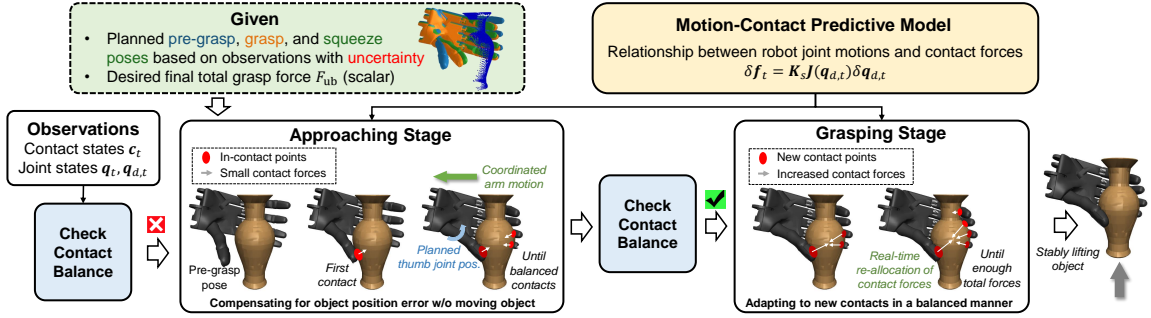 Given
• Planned pre-grasp, grasp, and squeeze
poses based on observations with uncertainty
• Desired final total grasp force F_ub (scalar)
Motion-Contact Predictive Model
Relationship between robot joint motions and contact forces
δf_t = K_s J(q_{d,t})δq_{d,t}
Observations
Contact states c_t
Joint states q_t, q_{d,t}
Check
Contact
Balance
Approaching Stage
In-contact points
Small contact forces
Coordinated
arm motion
Pre-grasp
pose
First
contact
Planned
thumb joint pos.
Until
balanced
contacts
Compensating for object position error w/o moving object
Check
Contact
Balance
Grasping Stage
New contact points
Increased contact forces
Real-time
re-allocation of
contact forces
Until
enough
total forces
Adapting to new contacts in a balanced manner
Stably lifting
object